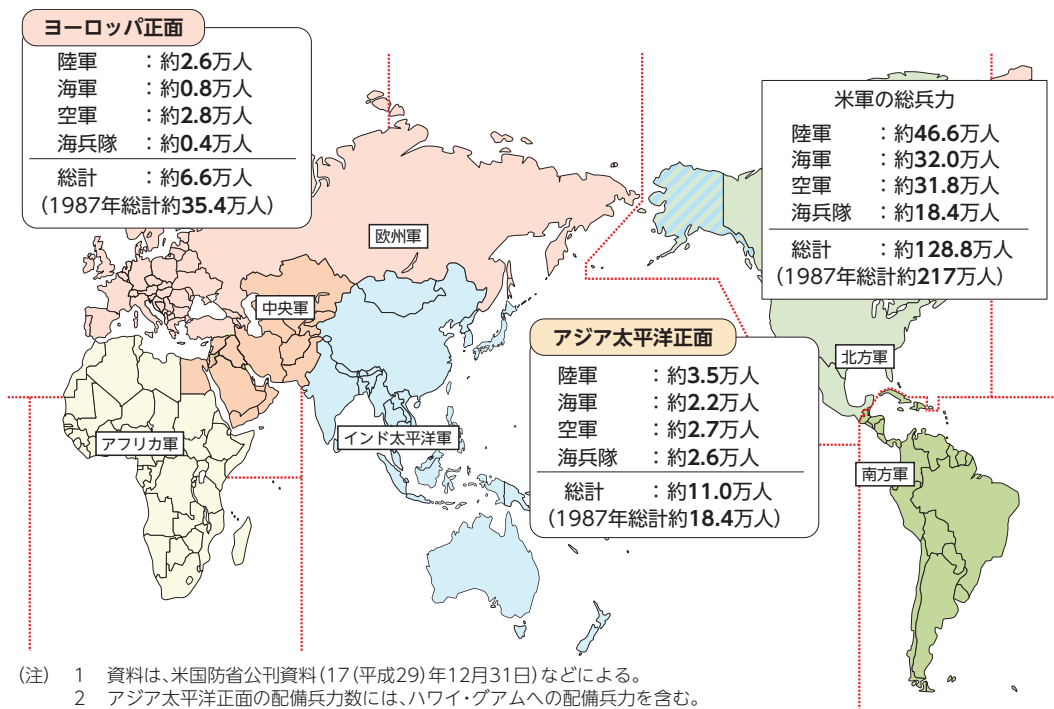 ヨーロッパ正面
陸軍 ：約2.6万人
海軍 ：約0.8万人
空軍 ：約2.8万人
海兵隊 ：約0.4万人
総計 ：約6.6万人
(1987年総計約35.4万人)
米軍の総兵力
陸軍 ：約46.6万人
海軍 ：約32.0万人
空軍 ：約31.8万人
海兵隊 ：約18.4万人
総計 ：約128.8万人
(1987年総計約217万人)
欧州軍
中央軍
アジア太平洋正面
陸軍 ：約3.5万人
海軍 ：約2.2万人
空軍 ：約2.7万人
海兵隊 ：約2.6万人
総計 ：約11.0万人
(1987年総計約18.4万人)
北方軍
アフリカ軍
インド太平洋軍
南方軍
(注) 1 資料は、米国防省公刊資料(17(平成29)年12月31日)などによる。
2 アジア太平洋正面の配備兵力数には、ハワイ・グアムへの配備兵力を含む。